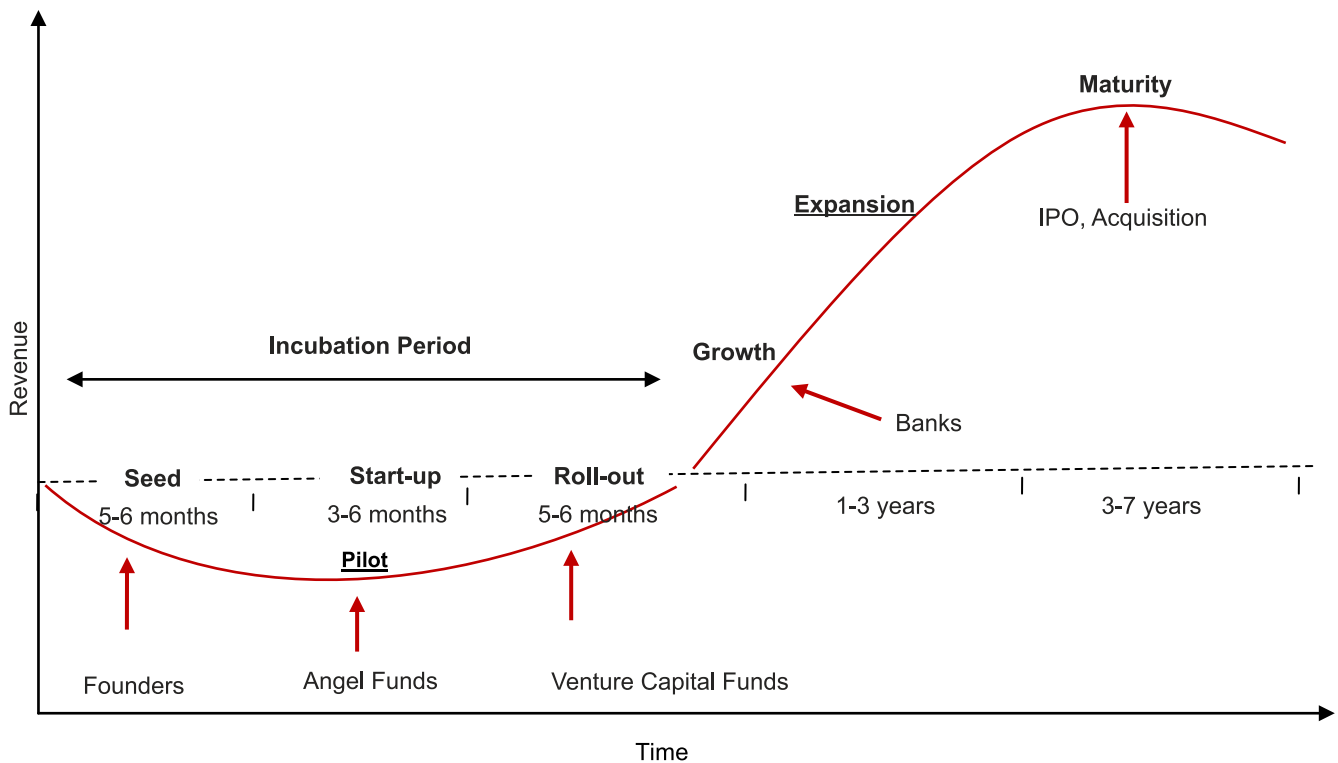 Maturity
Expansion
IPO, Acquisition
Incubation Period
Growth
Revenue
Banks
Seed
Start-up
Roll-out
5-6 months
3-6 months
5-6 months
1-3 years
3-7 years
Pilot
Founders
Angel Funds
Venture Capital Funds
Time